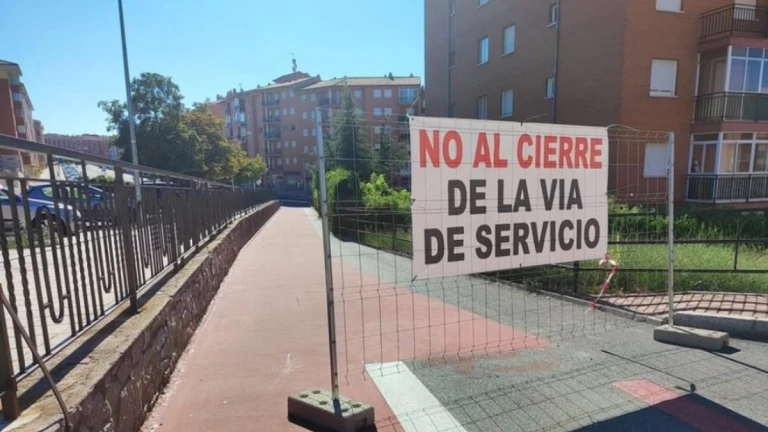 NO AL CIERRE
DE LA VIA
DE SERVICIO